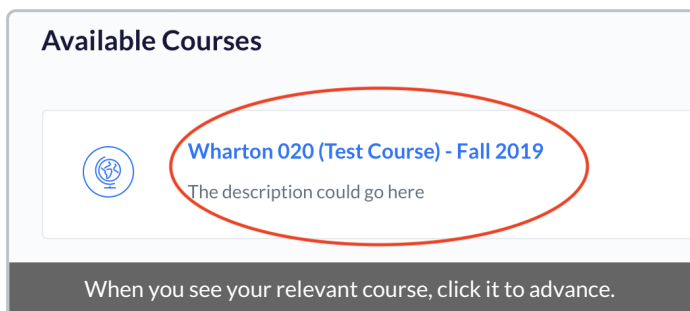 Available Courses
Wharton 020 (Test Course) - Fall 2019
The description could go here
When you see your relevant course, click it to advance.